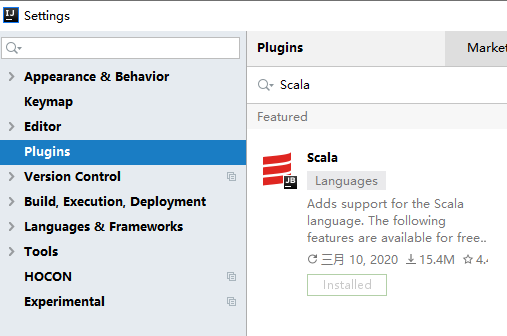 IJ
Settings
Appearance & Behavior
Keymap
Editor
Plugins
Version Control
Build, Execution, Deployment
Languages & Frameworks
Tools
HOCON
Experimental
Plugins
Scala
Featured
JB
Scala
Languages
Adds support for the Scala
language. The following
features are available for free...
三月 10, 2020 15.4M
Installed